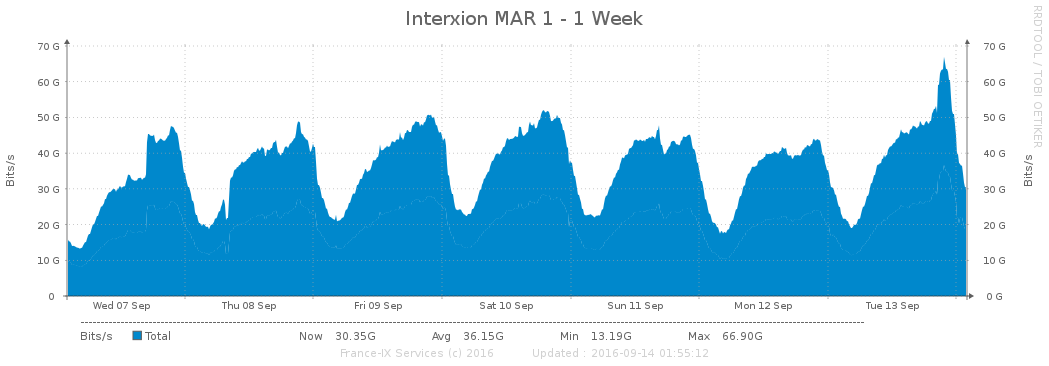 Interxion MAR 1 - 1 Week
RRDTOOL / TOBI OETIKER
Bits/s
70 G 70 G
60 G 60 G
50 G 50 G
40 G 40 G
30 G 30 G
20 G 20 G
10 G 10 G
0 0 G
Bits/s
Wed 07 Sep Thu 08 Sep Fri 09 Sep Sat 10 Sep Sun 11 Sep Mon 12 Sep Tue 13 Sep
Bits/s Total Now 30.35G Avg 36.15G Min 13.19G Max 66.90G
France-IX Services (c) 2016 Updated : 2016-09-14 01:55:12